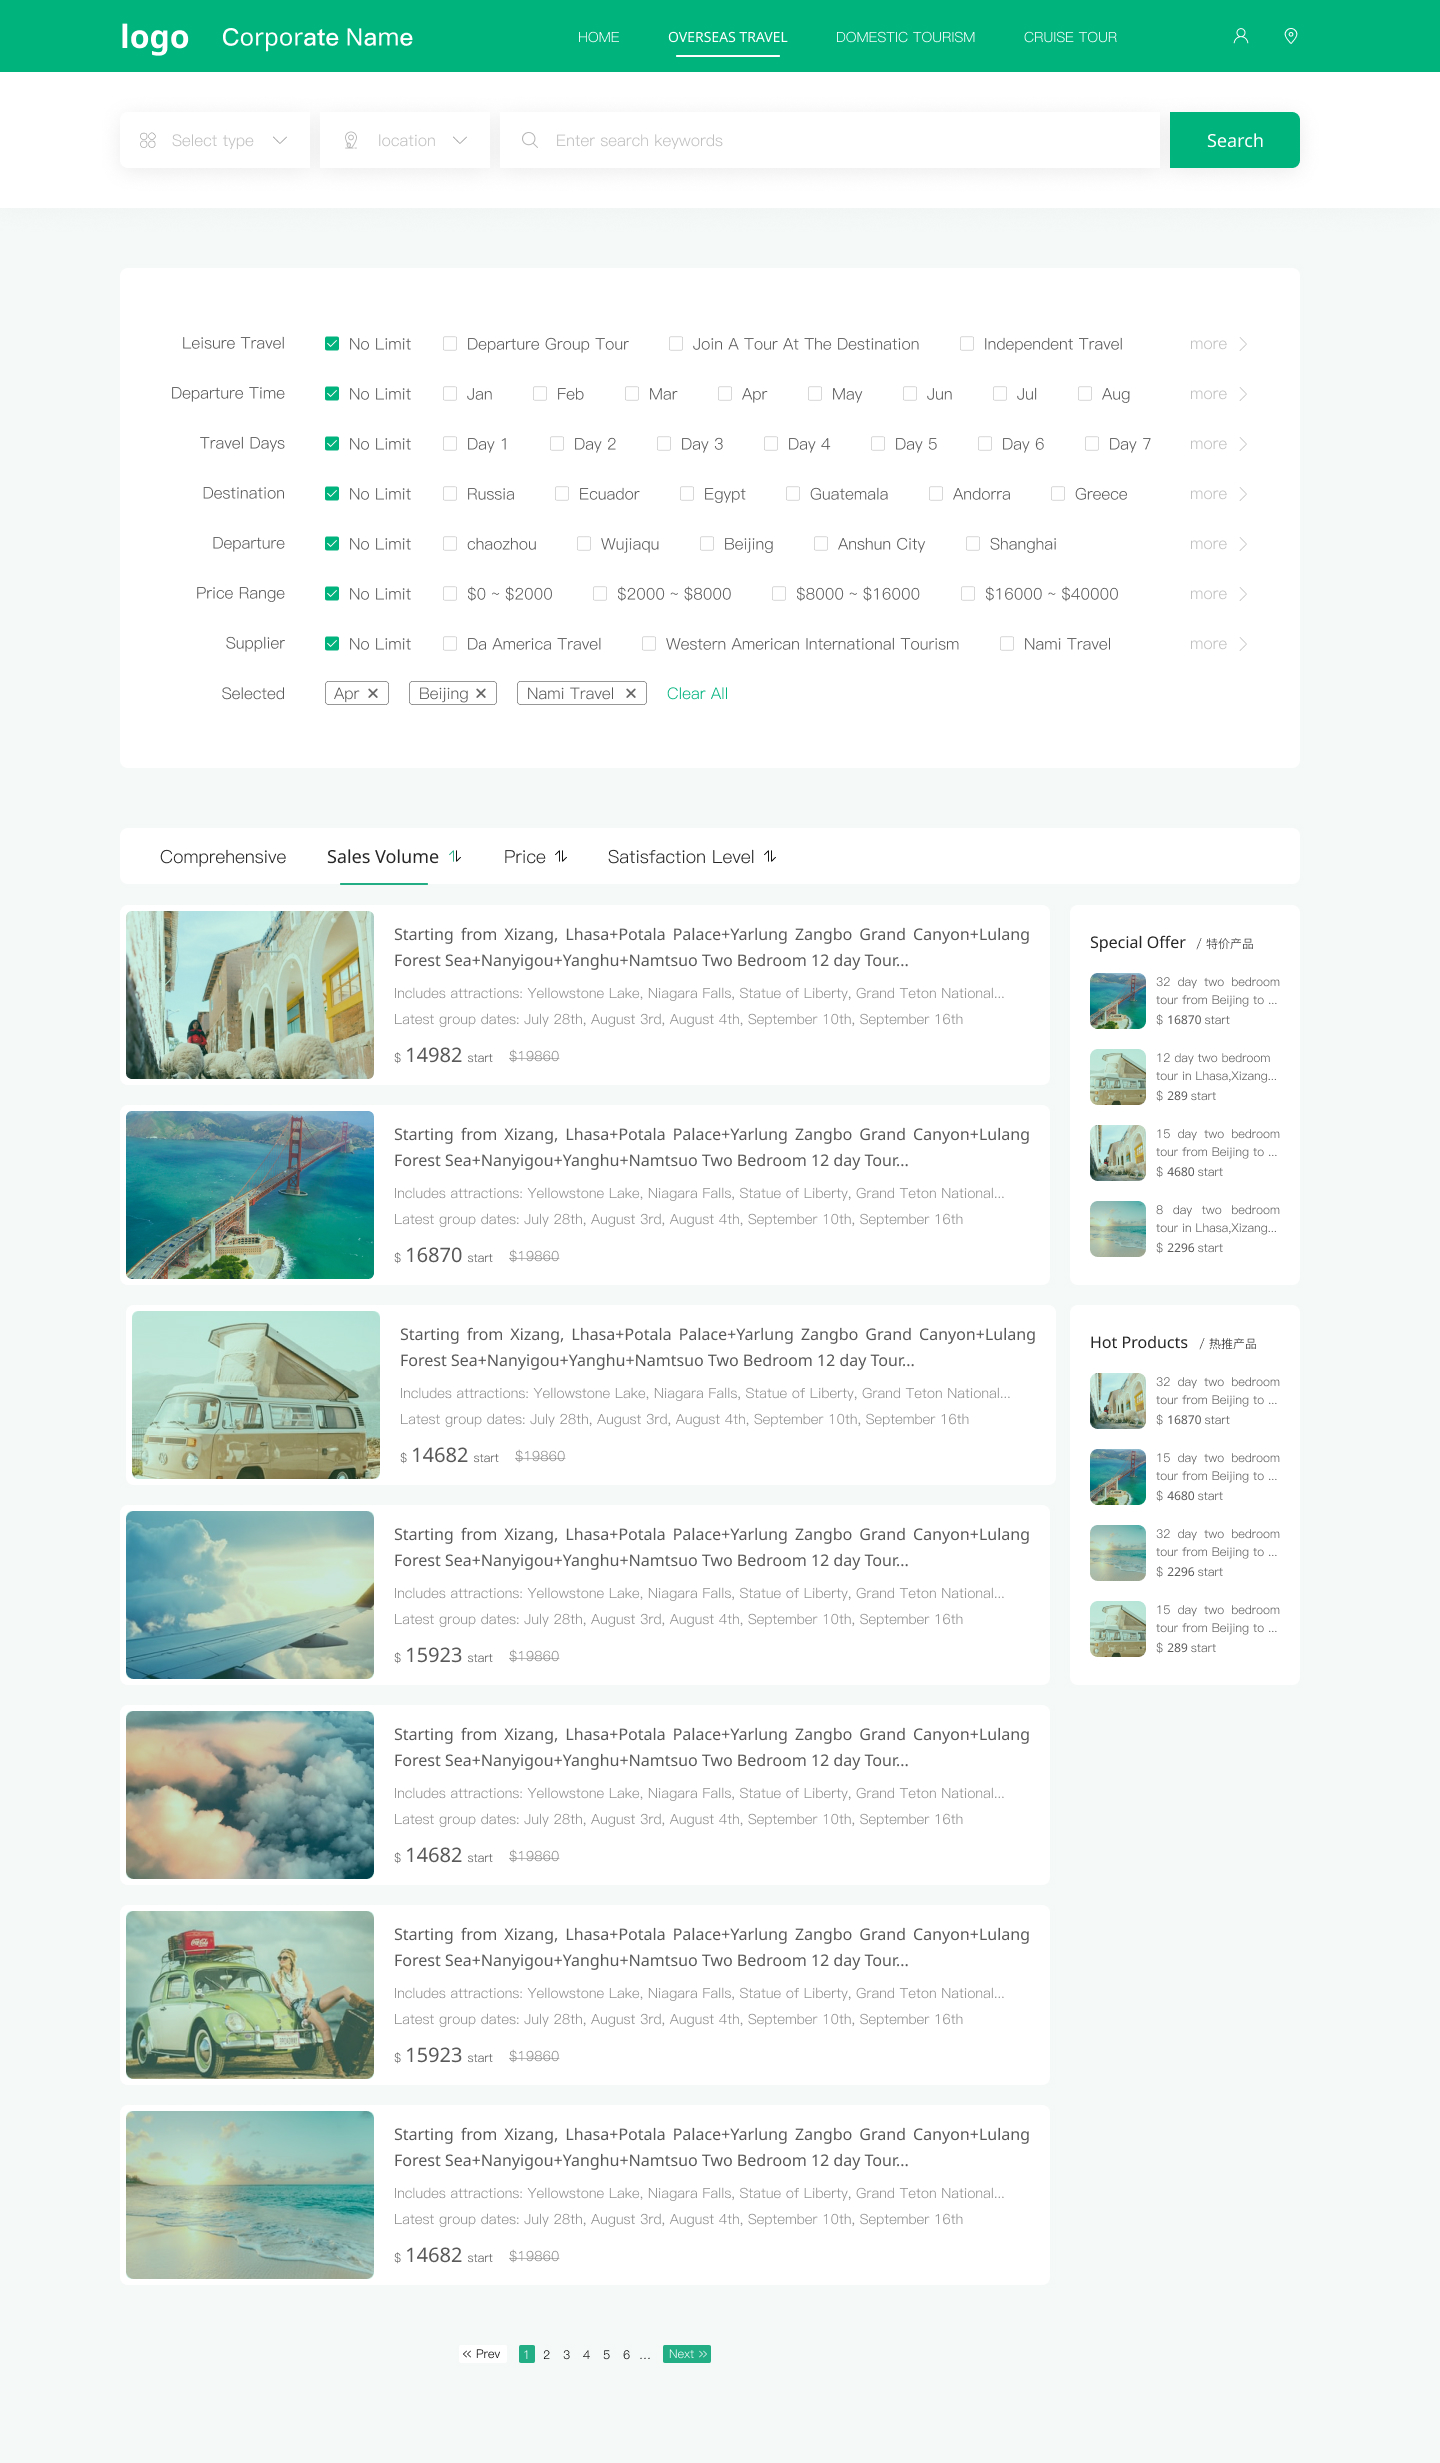 logo Corporate Name HOME OVERSEAS TRAVEL DOMESTIC TOURISM CRUISE TOUR
Select type location Enter search keywords Search
Leisure Travel No Limit Departure Group Tour Join A Tour At The Destination Independent Travel more
Departure Time No Limit Jan Feb Mar Apr May Jun Jul Aug more
Travel Days No Limit Day 1 Day 2 Day 3 Day 4 Day 5 Day 6 Day 7 more
Destination No Limit Russia Ecuador Egypt Guatemala Andorra Greece more
Departure No Limit chaozhou Wujiaqu Beijing Anshun City Shanghai more
Price Range No Limit $0 ~ $2000 $2000 ~ $8000 $8000 ~ $16000 $16000 ~ $40000 more
Supplier No Limit Da America Travel Western American International Tourism Nami Travel more
Selected Apr Beijing Nami Travel Clear All
Comprehensive Sales Volume Price Satisfaction Level
Starting from Xizang, Lhasa+Potala Palace+Yarlung Zangbo Grand Canyon+Lulang
Forest Sea+Nanyigou+Yanghu+Namtsuo Two Bedroom 12 day Tour...
Includes attractions: Yellowstone Lake, Niagara Falls, Statue of Liberty, Grand Teton National...
Latest group dates: July 28th, August 3rd, August 4th, September 10th, September 16th
$ 14982 start $19860
Starting from Xizang, Lhasa+Potala Palace+Yarlung Zangbo Grand Canyon+Lulang
Forest Sea+Nanyigou+Yanghu+Namtsuo Two Bedroom 12 day Tour...
Includes attractions: Yellowstone Lake, Niagara Falls, Statue of Liberty, Grand Teton National...
Latest group dates: July 28th, August 3rd, August 4th, September 10th, September 16th
$ 16870 start $19860
Starting from Xizang, Lhasa+Potala Palace+Yarlung Zangbo Grand Canyon+Lulang
Forest Sea+Nanyigou+Yanghu+Namtsuo Two Bedroom 12 day Tour...
Includes attractions: Yellowstone Lake, Niagara Falls, Statue of Liberty, Grand Teton National...
Latest group dates: July 28th, August 3rd, August 4th, September 10th, September 16th
$ 14682 start $19860
Starting from Xizang, Lhasa+Potala Palace+Yarlung Zangbo Grand Canyon+Lulang
Forest Sea+Nanyigou+Yanghu+Namtsuo Two Bedroom 12 day Tour...
Includes attractions: Yellowstone Lake, Niagara Falls, Statue of Liberty, Grand Teton National...
Latest group dates: July 28th, August 3rd, August 4th, September 10th, September 16th
$ 15923 start $19860
Starting from Xizang, Lhasa+Potala Palace+Yarlung Zangbo Grand Canyon+Lulang
Forest Sea+Nanyigou+Yanghu+Namtsuo Two Bedroom 12 day Tour...
Includes attractions: Yellowstone Lake, Niagara Falls, Statue of Liberty, Grand Teton National...
Latest group dates: July 28th, August 3rd, August 4th, September 10th, September 16th
$ 14682 start $19860
Starting from Xizang, Lhasa+Potala Palace+Yarlung Zangbo Grand Canyon+Lulang
Forest Sea+Nanyigou+Yanghu+Namtsuo Two Bedroom 12 day Tour...
Includes attractions: Yellowstone Lake, Niagara Falls, Statue of Liberty, Grand Teton National...
Latest group dates: July 28th, August 3rd, August 4th, September 10th, September 16th
$ 15923 start $19860
Starting from Xizang, Lhasa+Potala Palace+Yarlung Zangbo Grand Canyon+Lulang
Forest Sea+Nanyigou+Yanghu+Namtsuo Two Bedroom 12 day Tour...
Includes attractions: Yellowstone Lake, Niagara Falls, Statue of Liberty, Grand Teton National...
Latest group dates: July 28th, August 3rd, August 4th, September 10th, September 16th
$ 14682 start $19860
Special Offer / 特价产品
32 day two bedroom
tour from Beijing to ...
$ 16870 start
12 day two bedroom
tour in Lhasa,Xizang...
$ 289 start
15 day two bedroom
tour from Beijing to ...
$ 4680 start
8 day two bedroom
tour in Lhasa,Xizang...
$ 2296 start
Hot Products / 热推产品
32 day two bedroom
tour from Beijing to ...
$ 16870 start
15 day two bedroom
tour from Beijing to ...
$ 4680 start
32 day two bedroom
tour from Beijing to ...
$ 2296 start
15 day two bedroom
tour from Beijing to ...
$ 289 start
« Prev 1 2 3 4 5 6 ... Next »